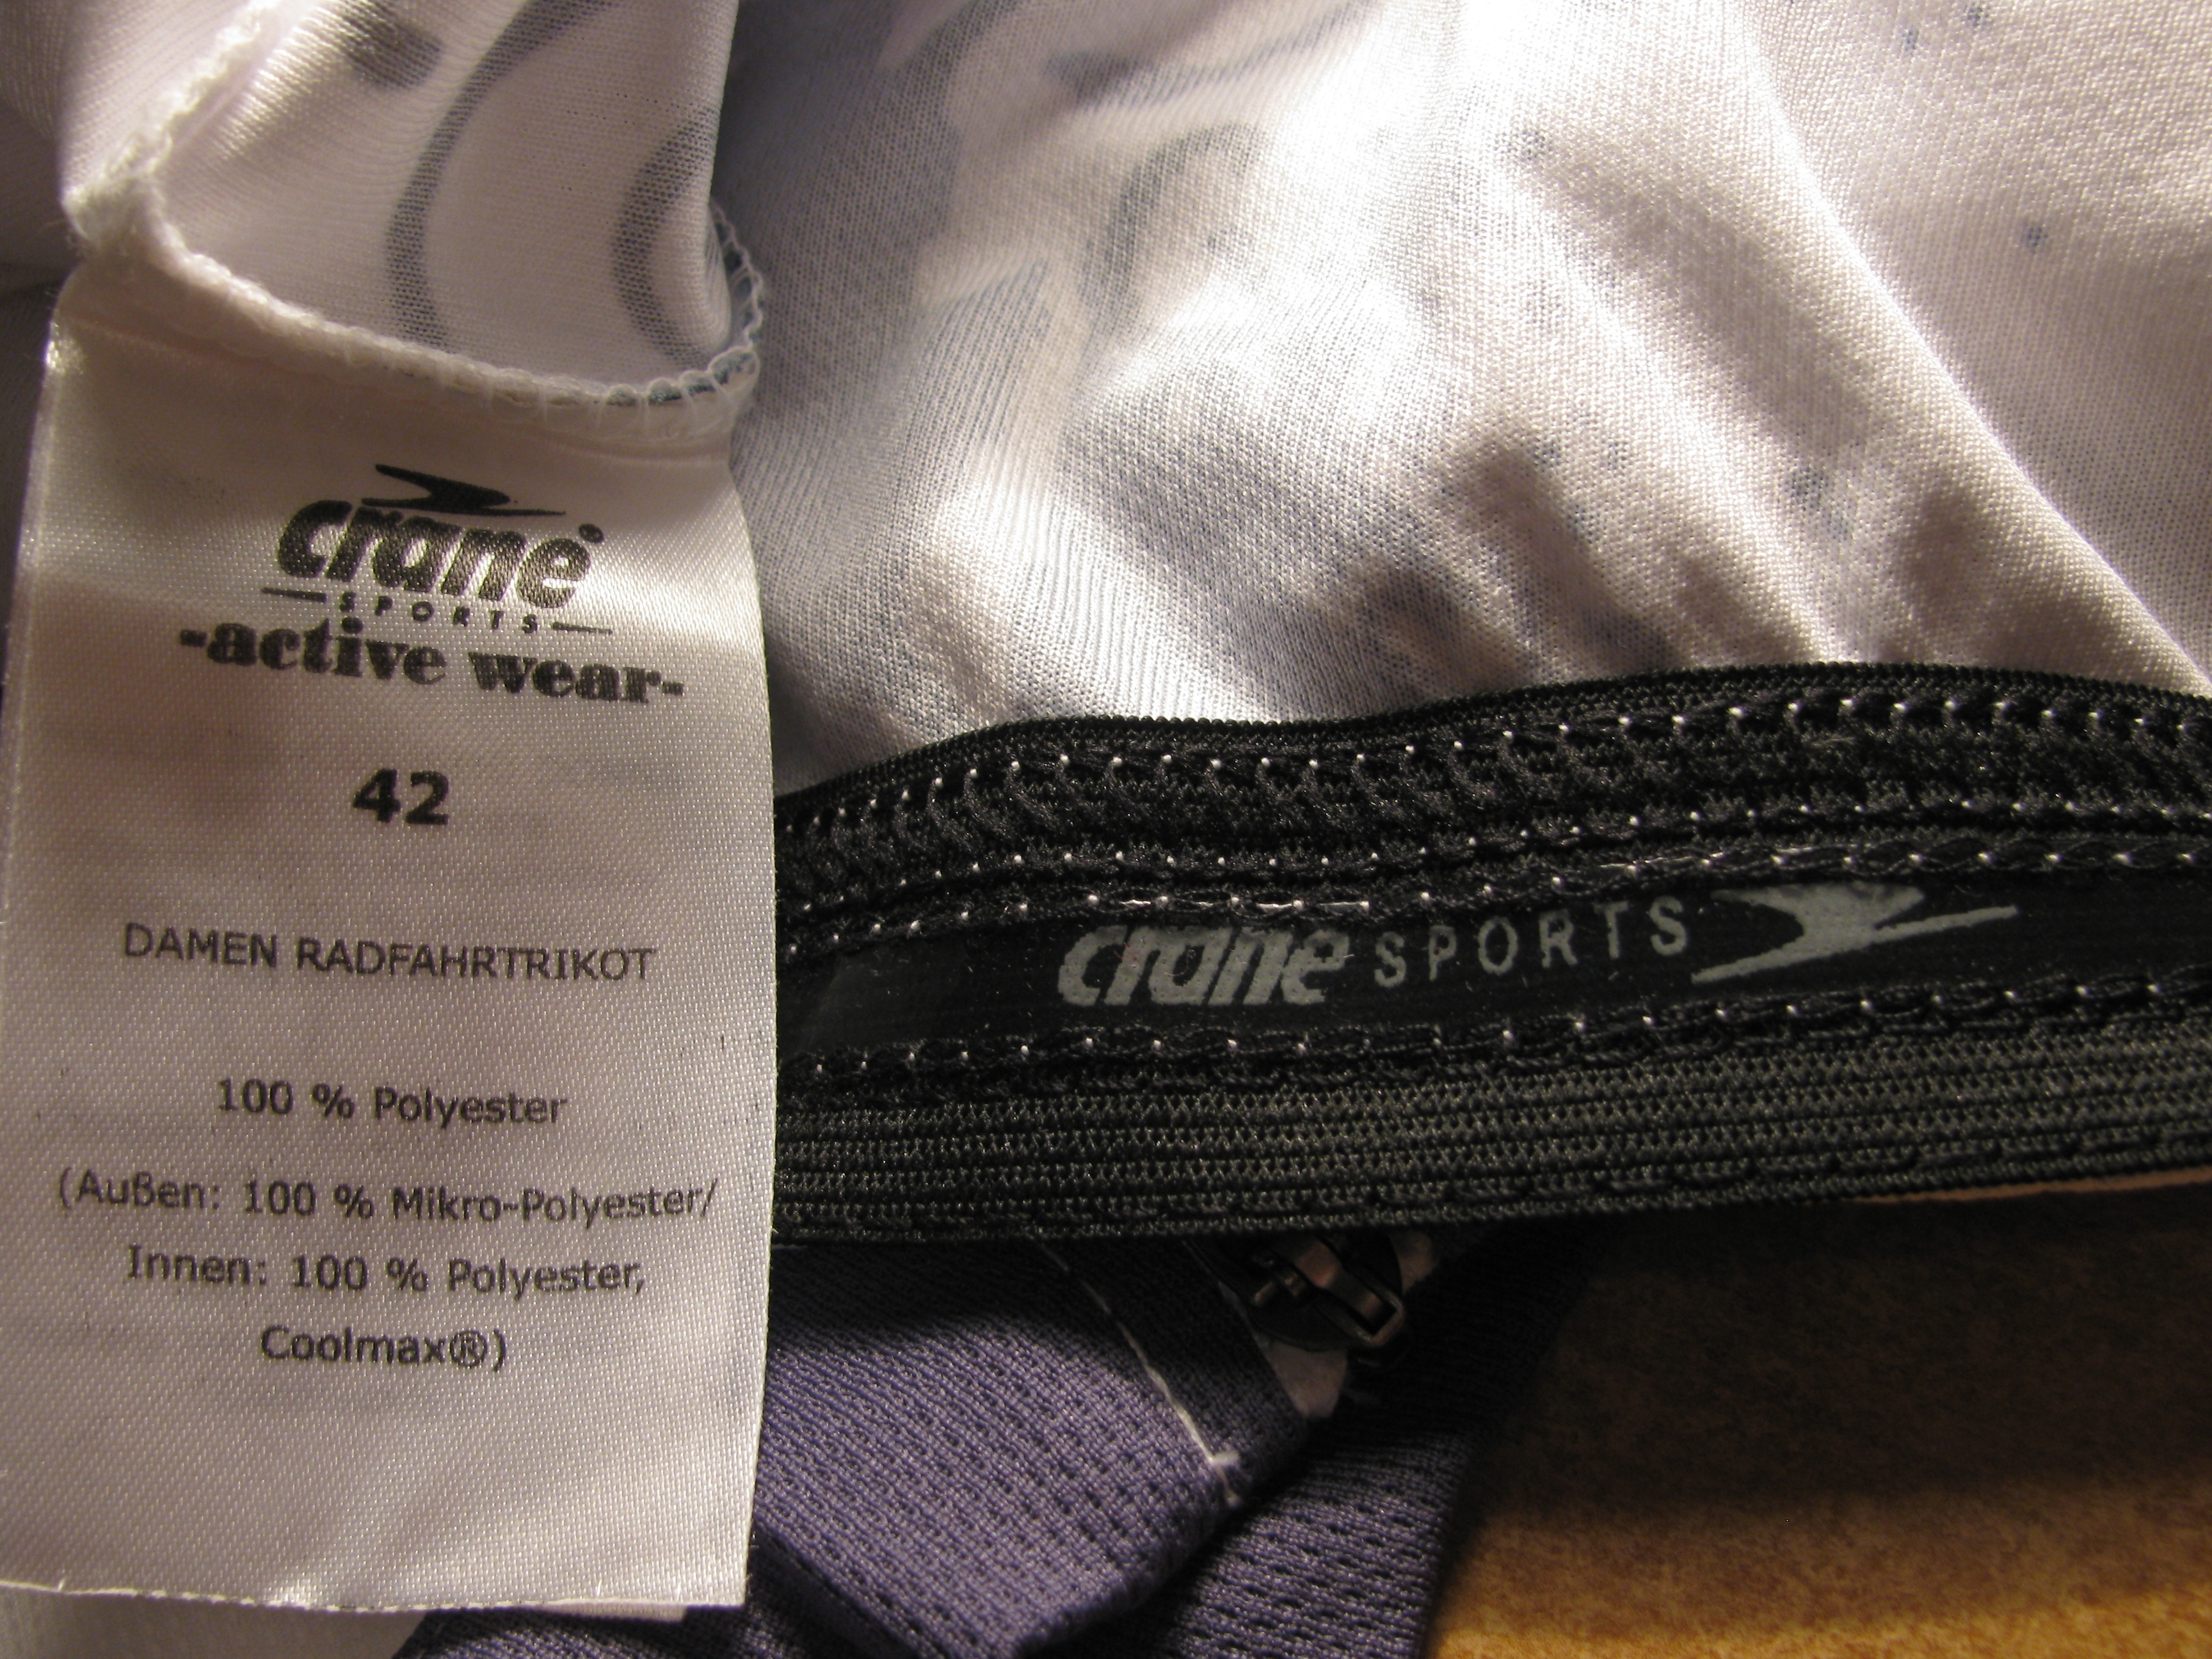 crane®
SPORTS
-active wear-
42
DAMEN RADFAHRTRIKOT
100 % Polyester
(Außen: 100 % Mikro-Polyester/
Innen: 100 % Polyester,
Coolmax®)
crane SPORTS